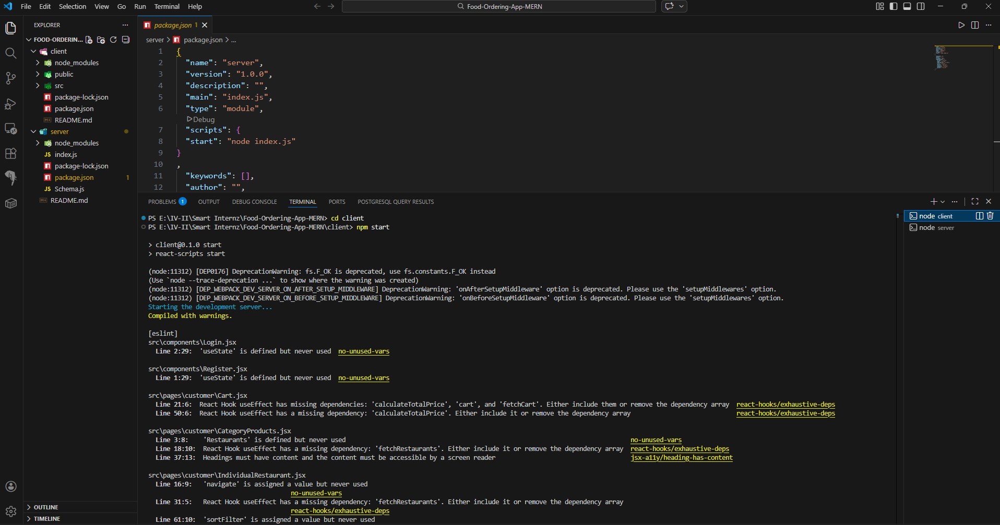 File Edit Selection View Go Run Terminal Help
Food-Ordering-App-MERN
EXPLORER
FOOD-ORDERIN...
client
node_modules
public
src
package-lock.json
package.json
README.md
server
node_modules
JS index.js
package-lock.json
package.json 1
JS Schema.js
README.md
OUTLINE
TIMELINE
package.json 1
server > package.json > ...
1 {
2 "name": "server",
3 "version": "1.0.0",
4 "description": "",
5 "main": "index.js",
6 "type": "module",
Debug
7 "scripts": {
8 "start": "node index.js"
9 }
10 ,
11 "keywords": [],
12 "author": "",
PROBLEMS 1 OUTPUT DEBUG CONSOLE TERMINAL PORTS POSTGRESQL QUERY RESULTS
PS E:\IV-II\Smart Internz\Food-Ordering-App-MERN> cd client
PS E:\IV-II\Smart Internz\Food-Ordering-App-MERN\client> npm start
> client@0.1.0 start
> react-scripts start
(node:11312) [DEP0176] DeprecationWarning: fs.F_OK is deprecated, use fs.constants.F_OK instead
(Use `node --trace-deprecation ...` to show where the warning was created)
(node:11312) [DEP_WEBPACK_DEV_SERVER_ON_AFTER_SETUP_MIDDLEWARE] DeprecationWarning: 'onAfterSetupMiddleware' option is deprecated. Please use the 'setupMiddlewares' option.
(node:11312) [DEP_WEBPACK_DEV_SERVER_ON_BEFORE_SETUP_MIDDLEWARE] DeprecationWarning: 'onBeforeSetupMiddleware' option is deprecated. Please use the 'setupMiddlewares' option.
Starting the development server...
Compiled with warnings.
[eslint]
src\components\Login.jsx
Line 2:29: 'useState' is defined but never used no-unused-vars
src\components\Register.jsx
Line 1:29: 'useState' is defined but never used no-unused-vars
src\pages\customer\Cart.jsx
Line 21:6: React Hook useEffect has missing dependencies: 'calculateTotalPrice', 'cart', and 'fetchCart'. Either include them or remove the dependency array react-hooks/exhaustive-deps
Line 50:6: React Hook useEffect has a missing dependency: 'calculateTotalPrice'. Either include it or remove the dependency array react-hooks/exhaustive-deps
src\pages\customer\CategoryProducts.jsx
Line 3:8: 'Restaurants' is defined but never used no-unused-vars
Line 18:10: React Hook useEffect has a missing dependency: 'fetchRestaurants'. Either include it or remove the dependency array react-hooks/exhaustive-deps
Line 37:13: Headings must have content and the content must be accessible by a screen reader jsx-a11y/heading-has-content
src\pages\customer\IndividualRestaurant.jsx
Line 16:9: 'navigate' is assigned a value but never used
no-unused-vars
Line 31:5: React Hook useEffect has a missing dependency: 'fetchRestaurants'. Either include it or remove the dependency array
react-hooks/exhaustive-deps
Line 61:10: 'sortFilter' is assigned a value but never used
node client
node server